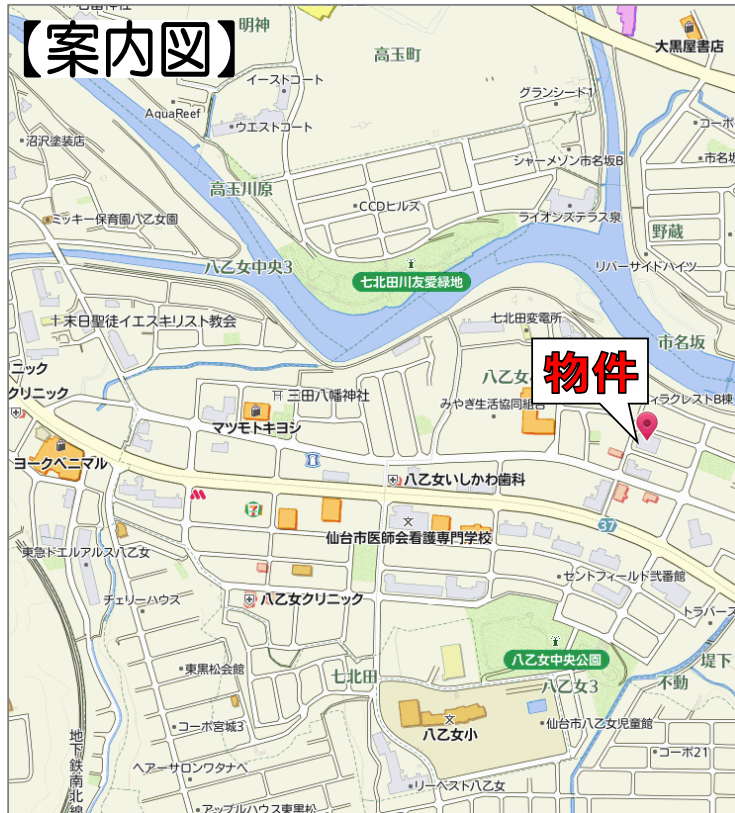 【案内図】
明神
高玉町
大黒屋書店
イーストコート
グランシード1
AquaReef
ウエストコート
コーポ
沼沢塗装店
シャーメゾン市名坂B
市名坂
高玉川原
CCDヒルズ
ライオンズテラス泉
ミッキー保育園八乙女園
野蔵
八乙女中央3
リバーサイドハイツ
七北田川友愛緑地
七北田変電所
末日聖徒イエスキリスト教会
市名坂
ニック
物件
八乙女
クリニック
三田八幡神社
ィラクレストB棟
みやぎ生活協同組合
マツモトキヨシ
ヨークベニマル
八乙女いしかわ歯科
37
仙台市医師会看護専門学校
東急ドエルアルス八乙女
セントフィールド弐番館
チェリーハウス
八乙女クリニック
トラバース
八乙女中央公園
堤下
東黒松会館
七北田
八乙女3
不動
コーポ宮城3
八乙女小
仙台市八乙女児童館
地下鉄南北線
コーポ21
ヘアーサロンワタナベ
リーベスト八乙女
アップルハウス東黒松